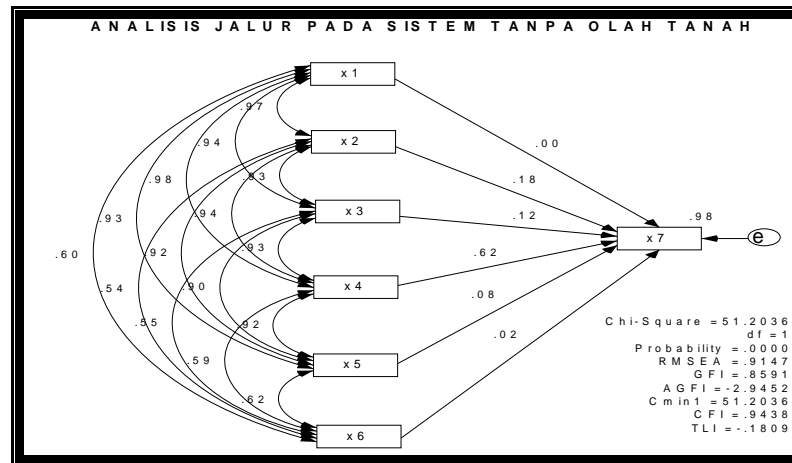 ANALISIS JALUR PADA SISTEM TANPA OLAH TANAH
x1
.97
.00
x2
.94
.93
.18
.98
.98
x3
.12
.93
.94
x7
e
.60
.92
.93
.62
x4
.54
.90
.08
.55
.92
.02
Chi-Square =51.2036
df =1
Probability =.0000
.59
x5
RMSEA =.9147
GFI =.8591
.62
AGFI =-2.9452
Cmin1 =51.2036
x6
CFI =.9438
TLI =-.1809